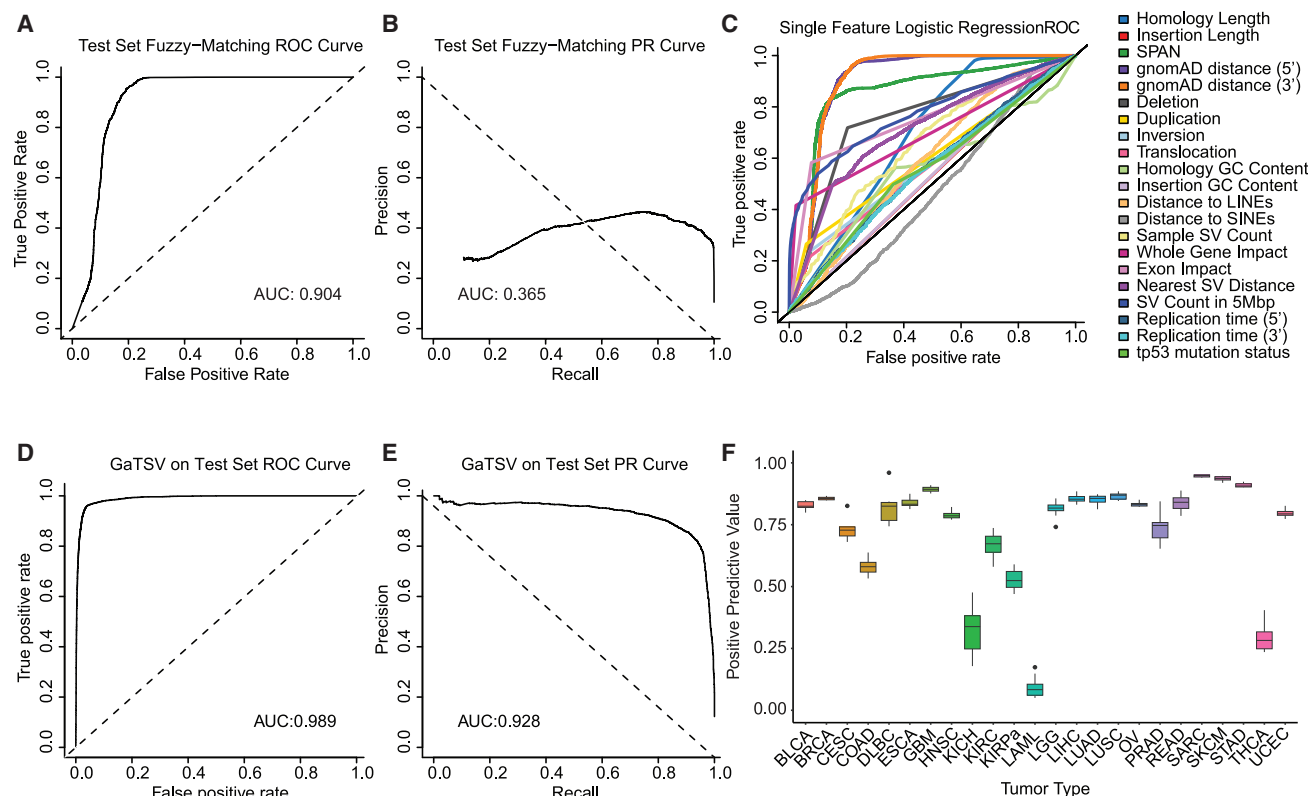 A
Test Set Fuzzy−Matching ROC Curve
True Positive Rate
0.0 0.2 0.4 0.6 0.8 1.0
AUC: 0.904
0.0 0.2 0.4 0.6 0.8 1.0
False Positive Rate
B
Test Set Fuzzy−Matching PR Curve
Precision
0.0 0.2 0.4 0.6 0.8 1.0
AUC: 0.365
0.0 0.2 0.4 0.6 0.8 1.0
Recall
C
Single Feature Logistic RegressionROC
True positive rate
0.0 0.2 0.4 0.6 0.8 1.0
0.0 0.2 0.4 0.6 0.8 1.0
False positive rate
Homology Length
Insertion Length
SPAN
gnomAD distance (5’)
gnomAD distance (3’)
Deletion
Duplication
Inversion
Translocation
Homology GC Content
Insertion GC Content
Distance to LINEs
Distance to SINEs
Sample SV Count
Whole Gene Impact
Exon Impact
Nearest SV Distance
SV Count in 5Mbp
Replication time (5’)
Replication time (3’)
tp53 mutation status
D
GaTSV on Test Set ROC Curve
True positive rate
0.0 0.2 0.4 0.6 0.8 1.0
AUC:0.989
0.0 0.2 0.4 0.6 0.8 1.0
False positive rate
E
GaTSV on Test Set PR Curve
Precision
0.0 0.2 0.4 0.6 0.8 1.0
AUC:0.928
0.0 0.2 0.4 0.6 0.8 1.0
Recall
F
Positive Predictive Value
1.00
0.75
0.50
0.25
0.00
BLCA BRCA CESC COAD DLBC ESCA GBM HNSC KICH KIRC KIRPa LAML LGG LIHC LUAD LUSC OV PRAD READ SARC SKCM STAD THCA UCEC
Tumor Type